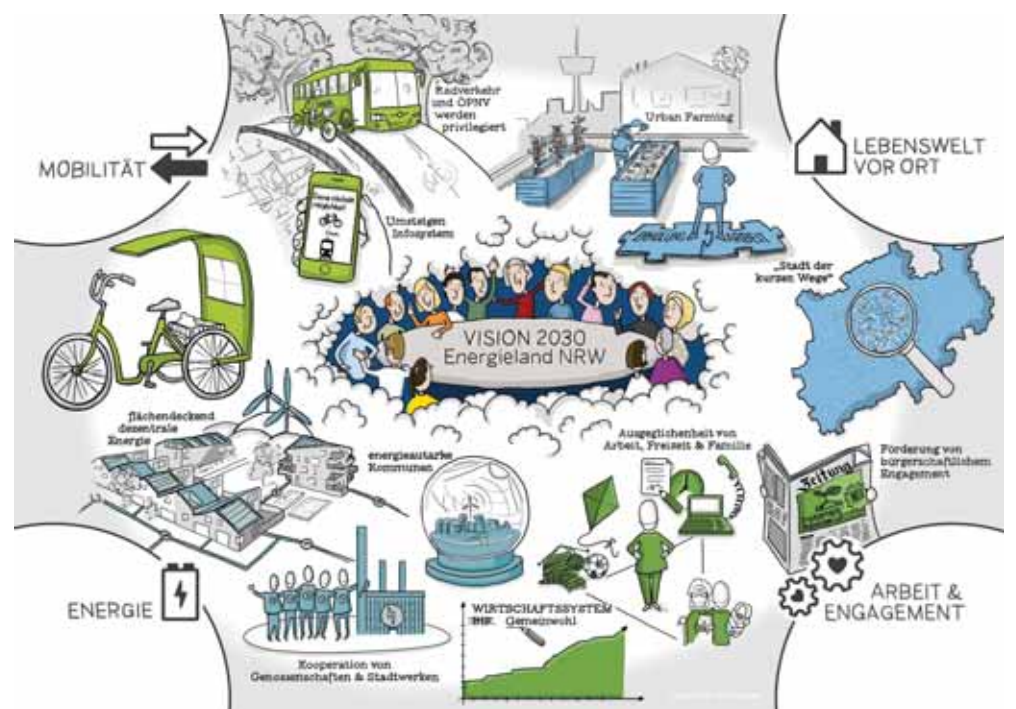 MOBILITÄT
Radverkehr
und ÖPNV
werden
privilegiert
Umsteigen
Infosystem
Urban Farming
LEBENSWELT
VOR ORT
„Stadt der
kurzen Wege“
VISION 2030
Energieland NRW
flächendeckend
dezentrale
Energie
energieautarke
Kommunen
Ausgeglichenheit von
Arbeit, Freizeit & Familie
Zeitung
Förderung von
bürgerschaftlichem
Engagement
ENERGIE
Kooperation von
Genossenschaften & Stadtwerken
WIRTSCHAFTSSYSTEM
Gemeinwohl
ARBEIT &
ENGAGEMENT